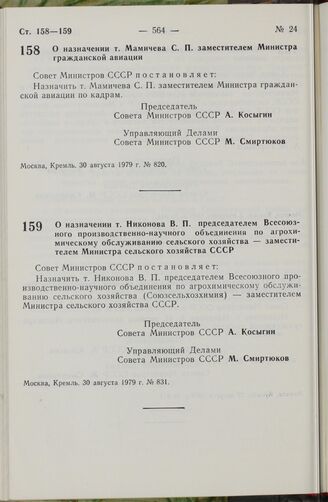 Ст. 158—159 — 564 — № 24
158 О назначении т. Мамичева С. П. заместителем Министра
гражданской авиации
Совет Министров СССР постановляет:
Назначить т. Мамичева С. П. заместителем Министра граждан-
ской авиации по кадрам.
Председатель
Совета Министров СССР А. Косыгин
Управляющий Делами
Совета Министров СССР М. Смиртюков
Москва, Кремль. 30 августа 1979 г. № 820.
159 О назначении т. Никонова В. П. председателем Всесоюз-
ного производственно-научного объединения по агрохи-
мическому обслуживанию сельского хозяйства — замести-
телем Министра сельского хозяйства СССР
Совет Министров СССР постановляет:
Назначить т. Никонова В. П. председателем Всесоюзного про-
изводственно-научного объединения по агрохимическому обслужи-
ванию сельского хозяйства (Союзсельхозхимия) — заместителем
Министра сельского хозяйства СССР.
Председатель
Совета Министров СССР А. Косыгин
Управляющий Делами
Совета Министров СССР М. Смиртюков
Москва, Кремль. 30 августа 1979 г. № 831.